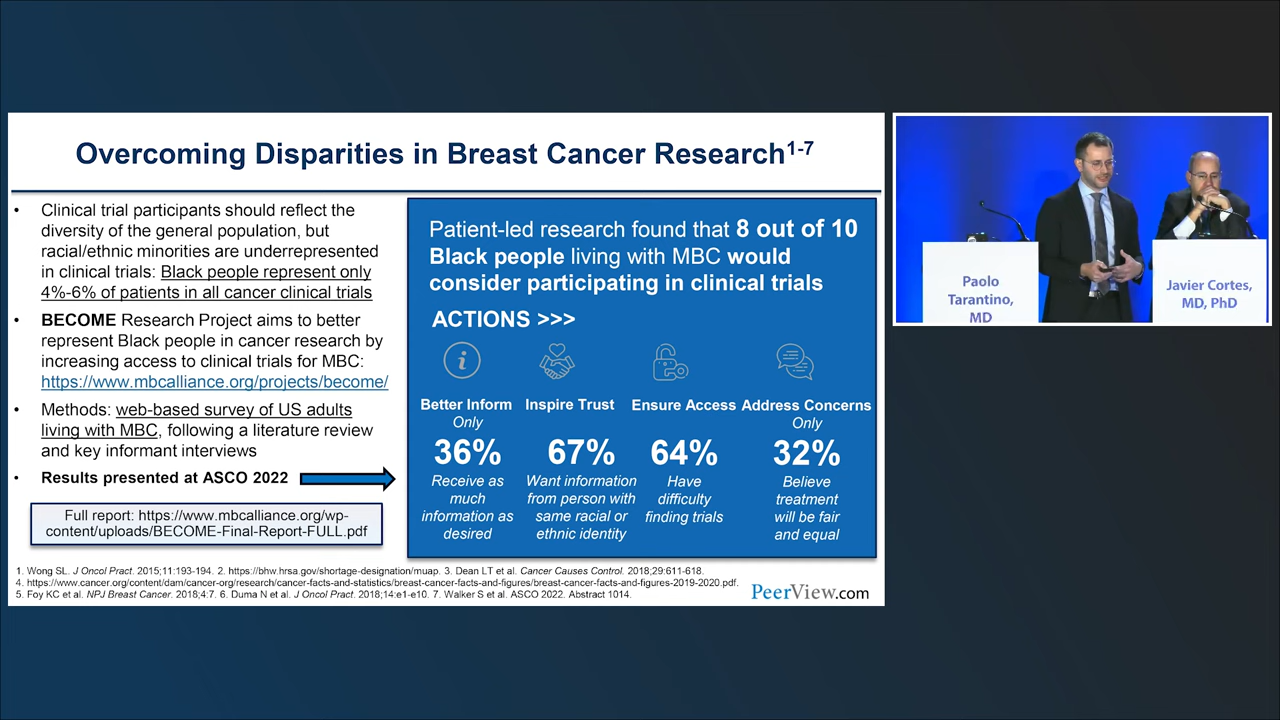 Overcoming Disparities in Breast Cancer Research1-7
• Clinical trial participants should reflect the
diversity of the general population, but
racial/ethnic minorities are underrepresented
in clinical trials: Black people represent only
4%-6% of patients in all cancer clinical trials
• BECOME Research Project aims to better
represent Black people in cancer research by
increasing access to clinical trials for MBC:
https://www.mbcalliance.org/projects/become/
• Methods: web-based survey of US adults
living with MBC, following a literature review
and key informant interviews
• Results presented at ASCO 2022
Full report: https://www.mbcalliance.org/wp-
content/uploads/BECOME-Final-Report-FULL.pdf
Patient-led research found that 8 out of 10
Black people living with MBC would
consider participating in clinical trials
ACTIONS >>>
Better Inform
Only
36%
Receive as
much
information as
desired
Inspire Trust
67%
Want information
from person with
same racial or
ethnic identity
Ensure Access
64%
Have
difficulty
finding trials
Address Concerns
Only
32%
Believe
treatment
will be fair
and equal
1. Wong SL. J Oncol Pract. 2015;11:193-194. 2. https://bhw.hrsa.gov/shortage-designation/muap. 3. Dean LT et al. Cancer Causes Control. 2018;29:611-618.
4. https://www.cancer.org/content/dam/cancer-org/research/cancer-facts-and-statistics/breast-cancer-facts-and-figures/breast-cancer-facts-and-figures-2019-2020.pdf.
5. Foy KC et al. NPJ Breast Cancer. 2018;4:7. 6. Duma N et al. J Oncol Pract. 2018;14:e1-e10. 7. Walker S et al. ASCO 2022. Abstract 1014.
PeerView.com
Paolo
Tarantino,
MD
Javier Cortes,
MD, PhD